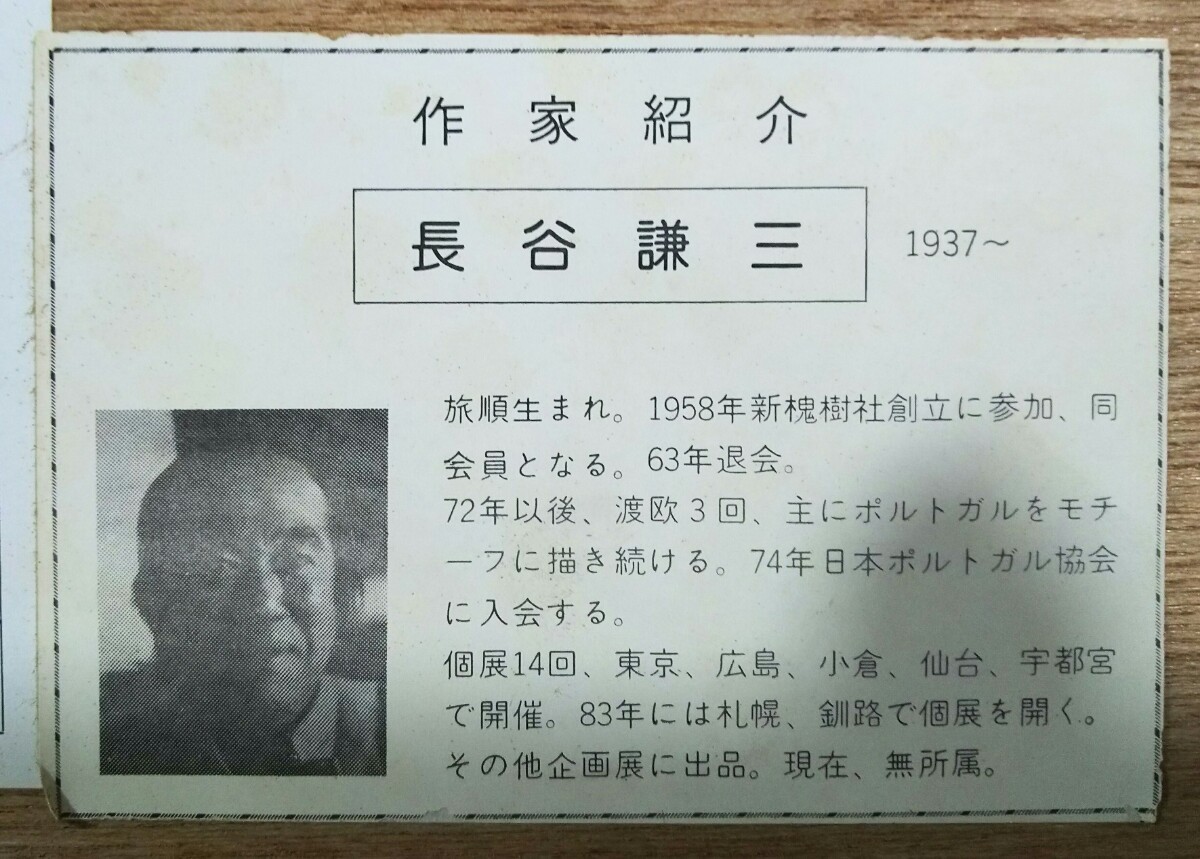 作家紹介
長谷謙三 1937～
旅順生まれ。1958年新槐樹社創立に参加、同
会員となる。63年退会。
72年以後、渡欧3回、主にポルトガルをモチ
ーフに描き続ける。74年日本ポルトガル協会
に入会する。
個展14回、東京、広島、小倉、仙台、宇都宮
で開催。83年には札幌、釧路で個展を開く。
その他企画展に出品。現在、無所属。